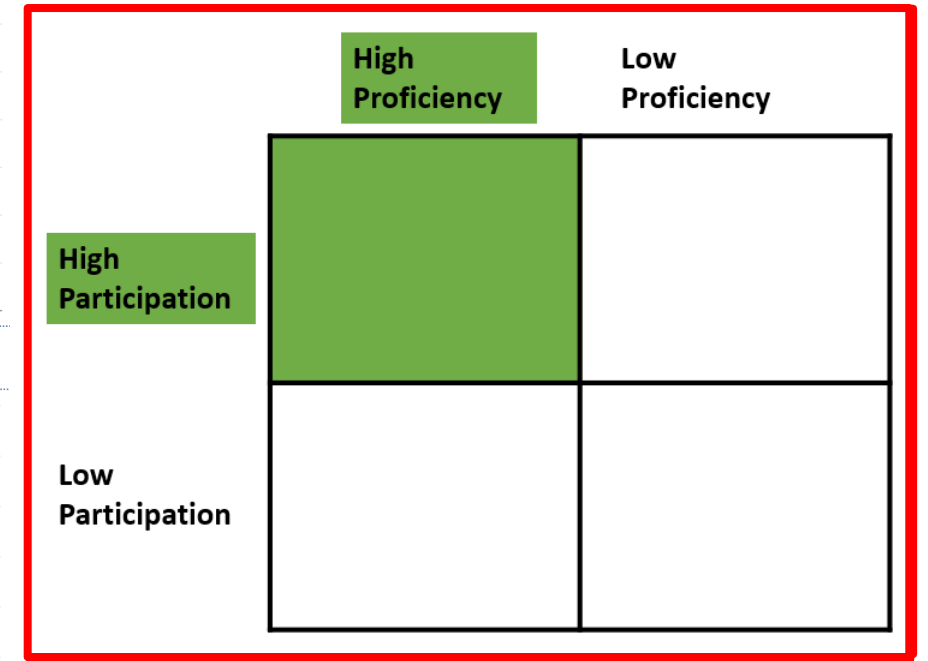 High
Proficiency
Low
Proficiency
High
Participation
Low
Participation